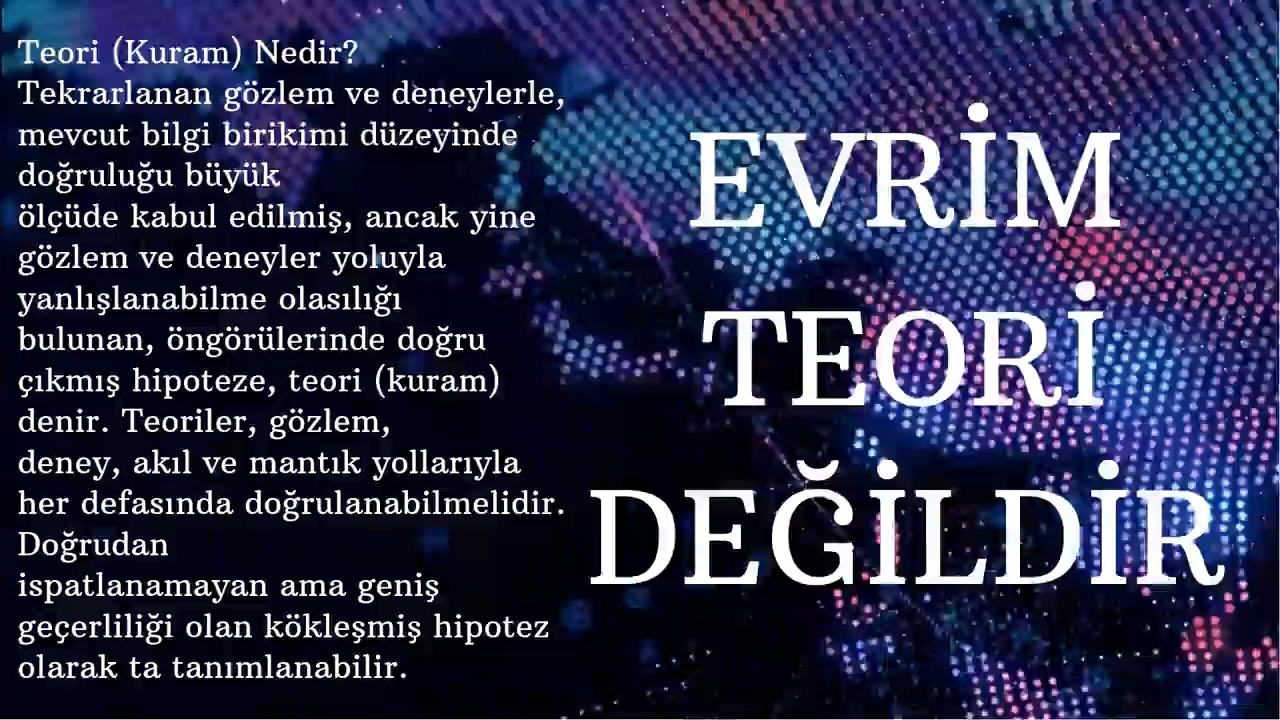 Teori (Kuram) Nedir?
Tekrarlanan gözlem ve deneylerle,
mevcut bilgi birikimi düzeyinde
doğruluğu büyük
ölçüde kabul edilmiş, ancak yine
gözlem ve deneyler yoluyla
yanlışlanabilme olasılığı
bulunan, öngörülerinde doğru
çıkmış hipoteze, teori (kuram)
denir. Teoriler, gözlem,
deney, akıl ve mantık yollarıyla
her defasında doğrulanabilmelidir.
Doğrudan
ispatlanamayan ama geniş
geçerliliği olan kökleşmiş hipotez
olarak ta tanımlanabilir.
EVRİM
TEORİ
DEĞİLDİR